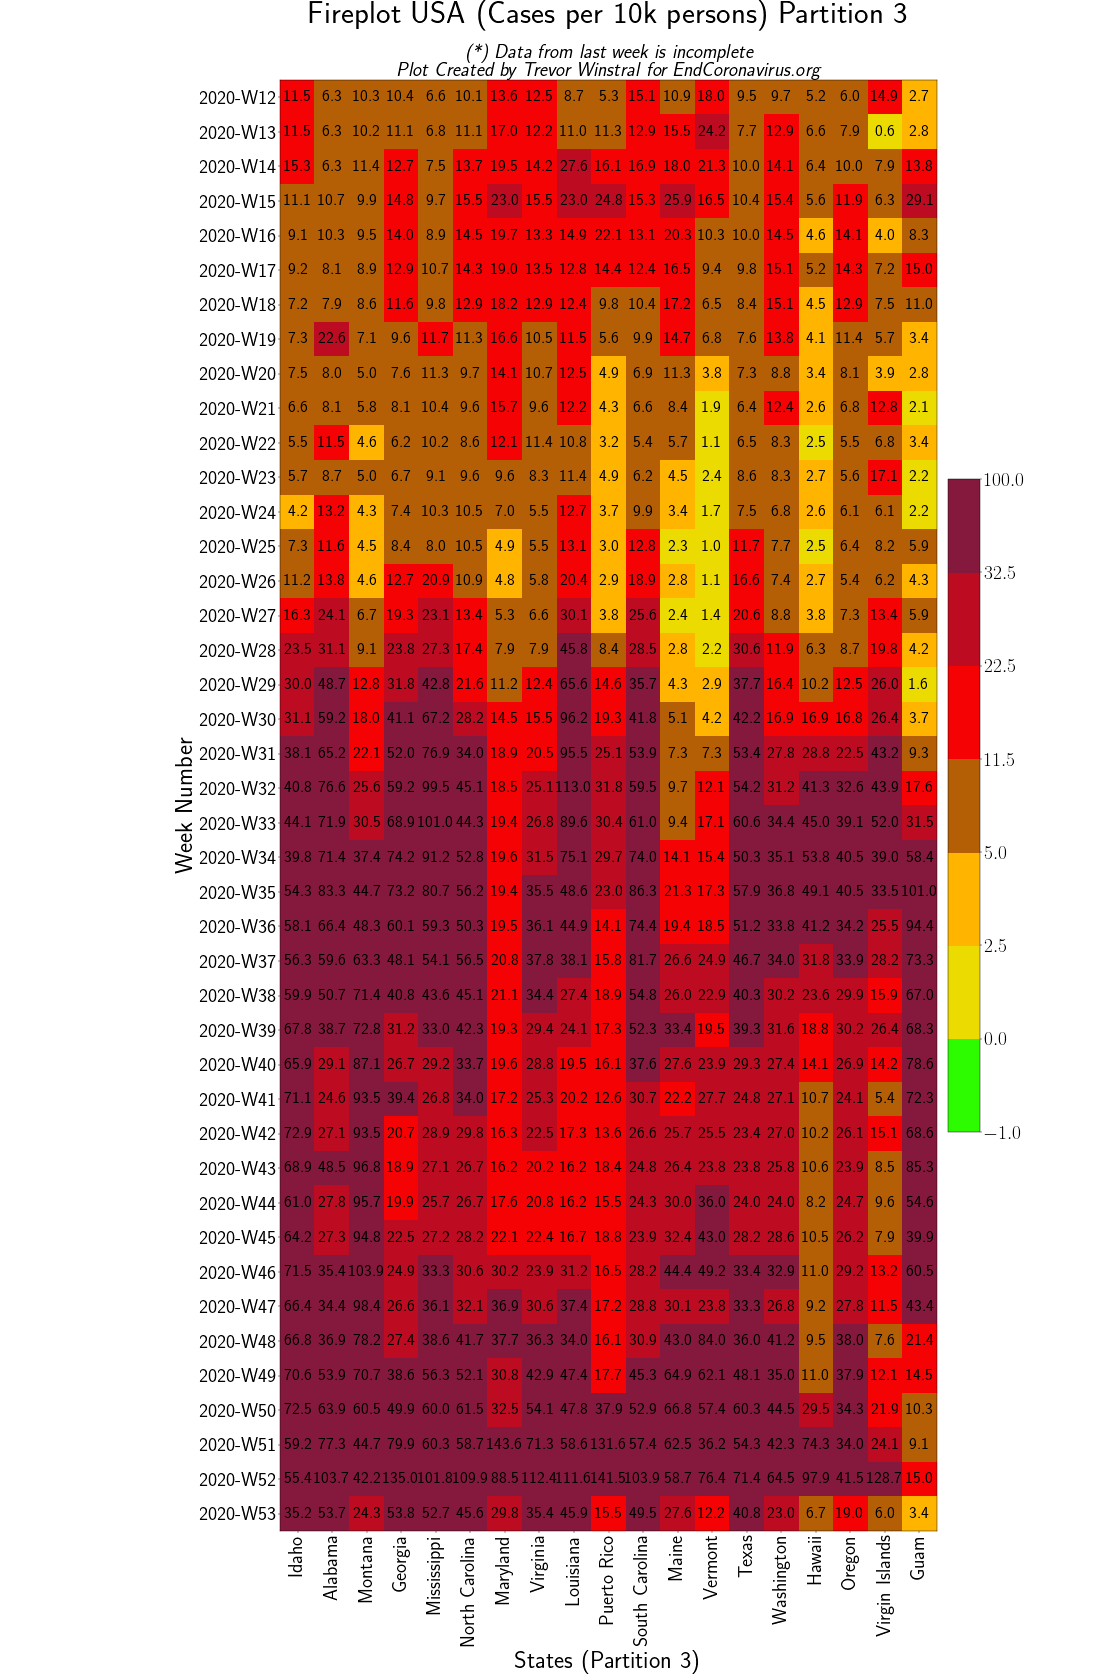 Fireplot USA (Cases per 10k persons) Partition 3
(*) Data from last week is incomplete
Plot Created by Trevor Winstral for EndCoronavirus.org
2020-W12 11.5 6.3 10.3 10.4 6.6 10.1 13.6 12.5 8.7 5.3 15.1 10.9 18.0 9.5 9.7 5.2 6.0 14.9 2.7
2020-W13 11.5 6.3 10.2 11.1 6.8 11.1 17.0 12.2 11.0 11.3 12.9 15.5 24.2 7.7 12.9 6.6 7.9 0.6 2.8
2020-W14 15.3 6.3 11.4 12.7 7.5 13.7 19.5 14.2 27.6 16.1 16.9 18.0 21.3 10.0 14.1 6.4 10.0 7.9 13.8
2020-W15 11.1 10.7 9.9 14.8 9.7 15.5 23.0 15.5 23.0 24.8 15.3 25.9 16.5 10.4 15.4 5.6 11.9 6.3 29.1
2020-W16 9.1 10.3 9.5 14.0 8.9 14.5 19.7 13.3 14.9 22.1 13.1 20.3 10.3 10.0 14.5 4.6 14.1 4.0 8.3
2020-W17 9.2 8.1 8.9 12.9 10.7 14.3 19.0 13.5 12.8 14.4 12.4 16.5 9.4 9.8 15.1 5.2 14.3 7.2 15.0
2020-W18 7.2 7.9 8.6 11.6 9.8 12.9 18.2 12.9 12.4 9.8 10.4 17.2 6.5 8.4 15.1 4.5 12.9 7.5 11.0
2020-W19 7.3 22.6 7.1 9.6 11.7 11.3 16.6 10.5 11.5 5.6 9.9 14.7 6.8 7.6 13.8 4.1 11.4 5.7 3.4
2020-W20 7.5 8.0 5.0 7.6 11.3 9.7 14.1 10.7 12.5 4.9 6.9 11.3 3.8 7.3 8.8 3.4 8.1 3.9 2.8
2020-W21 6.6 8.1 5.8 8.1 10.4 9.6 15.7 9.6 12.2 4.3 6.6 8.4 1.9 6.4 12.4 2.6 6.8 12.8 2.1
2020-W22 5.5 11.5 4.6 6.2 10.2 8.6 12.1 11.4 10.8 3.2 5.4 5.7 1.1 6.5 8.3 2.5 5.5 6.8 3.4
2020-W23 5.7 8.7 5.0 6.7 9.1 9.6 9.6 8.3 11.4 4.9 6.2 4.5 2.4 8.6 8.3 2.7 5.6 17.1 2.2
2020-W24 4.2 13.2 4.3 7.4 10.3 10.5 7.0 5.5 12.7 3.7 9.9 3.4 1.7 7.5 6.8 2.6 6.1 6.1 2.2
2020-W25 7.3 11.6 4.5 8.4 8.0 10.5 4.9 5.5 13.1 3.0 12.8 2.3 1.0 11.7 7.7 2.5 6.4 8.2 5.9
2020-W26 11.2 13.8 4.6 12.7 20.9 10.9 4.8 5.8 20.4 2.9 18.9 2.8 1.1 16.6 7.4 2.7 5.4 6.2 4.3
2020-W27 16.3 24.1 6.7 19.3 23.1 13.4 5.3 6.6 30.1 3.8 25.6 2.4 1.4 20.6 8.8 3.8 7.3 13.4 5.9
2020-W28 23.5 31.1 9.1 23.8 27.3 17.4 7.9 7.9 45.8 8.4 28.5 2.8 2.2 30.6 11.9 6.3 8.7 19.8 4.2
2020-W29 30.0 48.7 12.8 31.8 42.8 21.6 11.2 12.4 65.6 14.6 35.7 4.3 2.9 37.7 16.4 10.2 12.5 26.0 1.6
2020-W30 31.1 59.2 18.0 41.1 67.2 28.2 14.5 15.5 96.2 19.3 41.8 5.1 4.2 42.2 16.9 16.9 16.8 26.4 3.7
2020-W31 38.1 65.2 22.1 52.0 76.9 34.0 18.9 20.5 95.5 25.1 53.9 7.3 7.3 53.4 27.8 28.8 22.5 43.2 9.3
2020-W32 40.8 76.6 25.6 59.2 99.5 45.1 18.5 25.1 113.0 31.8 59.5 9.7 12.1 54.2 31.2 41.3 32.6 43.9 17.6
2020-W33 44.1 71.9 30.5 68.9 101.0 44.3 19.4 26.8 89.6 30.4 61.0 9.4 17.1 60.6 34.4 45.0 39.1 52.0 31.5
2020-W34 39.8 71.4 37.4 74.2 91.2 52.8 19.6 31.5 75.1 29.7 74.0 14.1 15.4 50.3 35.1 53.8 40.5 39.0 58.4
2020-W35 54.3 83.3 44.7 73.2 80.7 56.2 19.4 35.5 48.6 23.0 86.3 21.3 17.3 57.9 36.8 49.1 40.5 33.5 101.0
2020-W36 58.1 66.4 48.3 60.1 59.3 50.3 19.5 36.1 44.9 14.1 74.4 19.4 18.5 51.2 33.8 41.2 34.2 25.5 94.4
2020-W37 56.3 59.6 63.3 48.1 54.1 56.5 20.8 37.8 38.1 15.8 81.7 26.6 24.9 46.7 34.0 31.8 33.9 28.2 73.3
2020-W38 59.9 50.7 71.4 40.8 43.6 45.1 21.1 34.4 27.4 18.9 54.8 26.0 22.9 40.3 30.2 23.6 29.9 15.9 67.0
2020-W39 67.8 38.7 72.8 31.2 33.0 42.3 19.3 29.4 24.1 17.3 52.3 33.4 19.5 39.3 31.6 18.8 30.2 26.4 68.3
2020-W40 65.9 29.1 87.1 26.7 29.2 33.7 19.6 28.8 19.5 16.1 37.6 27.6 23.9 29.3 27.4 14.1 26.9 14.2 78.6
2020-W41 71.1 24.6 93.5 39.4 26.8 34.0 17.2 25.3 20.2 12.6 30.7 22.2 27.7 24.8 27.1 10.7 24.1 5.4 72.3
2020-W42 72.9 27.1 93.5 20.7 28.9 29.8 16.3 22.5 17.3 13.6 26.6 25.7 25.5 23.4 27.0 10.2 26.1 15.1 68.6
2020-W43 68.9 48.5 96.8 18.9 27.1 26.7 16.2 20.2 16.2 18.4 24.8 26.4 23.8 23.8 25.8 10.6 23.9 8.5 85.3
2020-W44 61.0 27.8 95.7 19.9 25.7 26.7 17.6 20.8 16.2 15.5 24.3 30.0 36.0 24.0 24.0 8.2 24.7 9.6 54.6
2020-W45 64.2 27.3 94.8 22.5 27.2 28.2 22.1 22.4 16.7 18.8 23.9 32.4 43.0 28.2 28.6 10.5 26.2 7.9 39.9
2020-W46 71.5 35.4 103.9 24.9 33.3 30.6 30.2 23.9 31.2 16.5 28.2 44.4 49.2 33.4 32.9 11.0 29.2 13.2 60.5
2020-W47 66.4 34.4 98.4 26.6 36.1 32.1 36.9 30.6 37.4 17.2 28.8 30.1 23.8 33.3 26.8 9.2 27.8 11.5 43.4
2020-W48 66.8 36.9 78.2 27.4 38.6 41.7 37.7 36.3 34.0 16.1 30.9 43.0 84.0 36.0 41.2 9.5 38.0 7.6 21.4
2020-W49 70.6 53.9 70.7 38.6 56.3 52.1 30.8 42.9 47.4 17.7 45.3 64.9 62.1 48.1 35.0 11.0 37.9 12.1 14.5
2020-W50 72.5 63.9 60.5 49.9 60.0 61.5 32.5 54.1 47.8 37.9 52.9 66.8 57.4 60.3 44.5 29.5 34.3 21.9 10.3
2020-W51 59.2 77.3 44.7 79.9 60.3 58.7 143.6 71.3 58.6 131.6 57.4 62.5 36.2 54.3 42.3 74.3 34.0 24.1 9.1
2020-W52 55.4 103.7 42.2 135.0 101.8 109.9 88.5 112.4 111.6 141.5 103.9 58.7 76.4 71.4 64.5 97.9 41.5 128.7 15.0
2020-W53 35.2 53.7 24.3 53.8 52.7 45.6 29.8 35.4 45.9 15.5 49.5 27.6 12.2 40.8 23.0 6.7 19.0 6.0 3.4
Week Number
Idaho
Alabama
Montana
Georgia
Mississippi
North Carolina
Maryland
Virginia
Louisiana
Puerto Rico
South Carolina
Maine
Vermont
Texas
Washington
Hawaii
Oregon
Virgin Islands
Guam
States (Partition 3)
100.0
32.5
22.5
11.5
5.0
2.5
0.0
−1.0